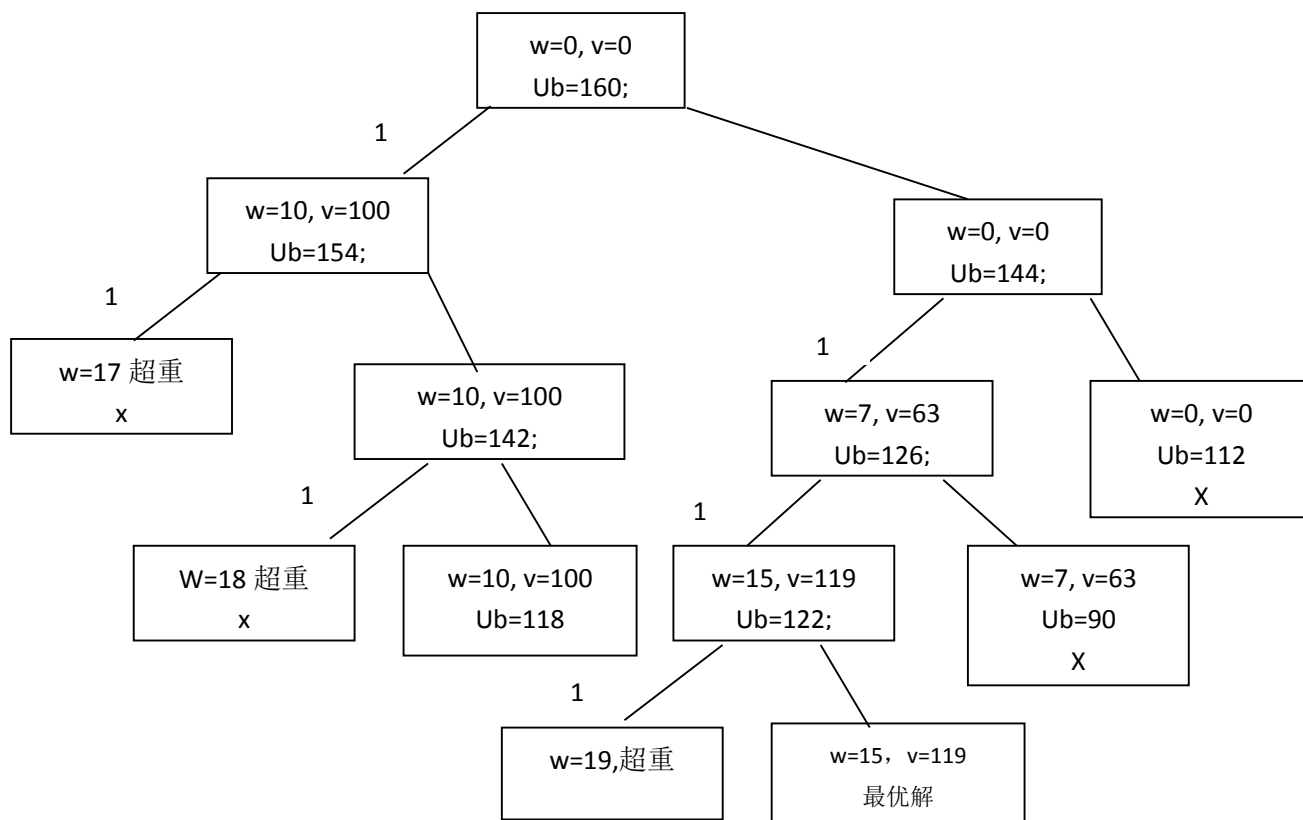 w=0, v=0
Ub=160;
1
w=10, v=100
Ub=154;
w=0, v=0
Ub=144;
1
1
w=17 超重
x
w=10, v=100
Ub=142;
w=7, v=63
Ub=126;
w=0, v=0
Ub=112
X
1
1
W=18 超重
x
w=10, v=100
Ub=118
w=15, v=119
Ub=122;
w=7, v=63
Ub=90
X
1
w=19,超重
w=15，v=119
最优解